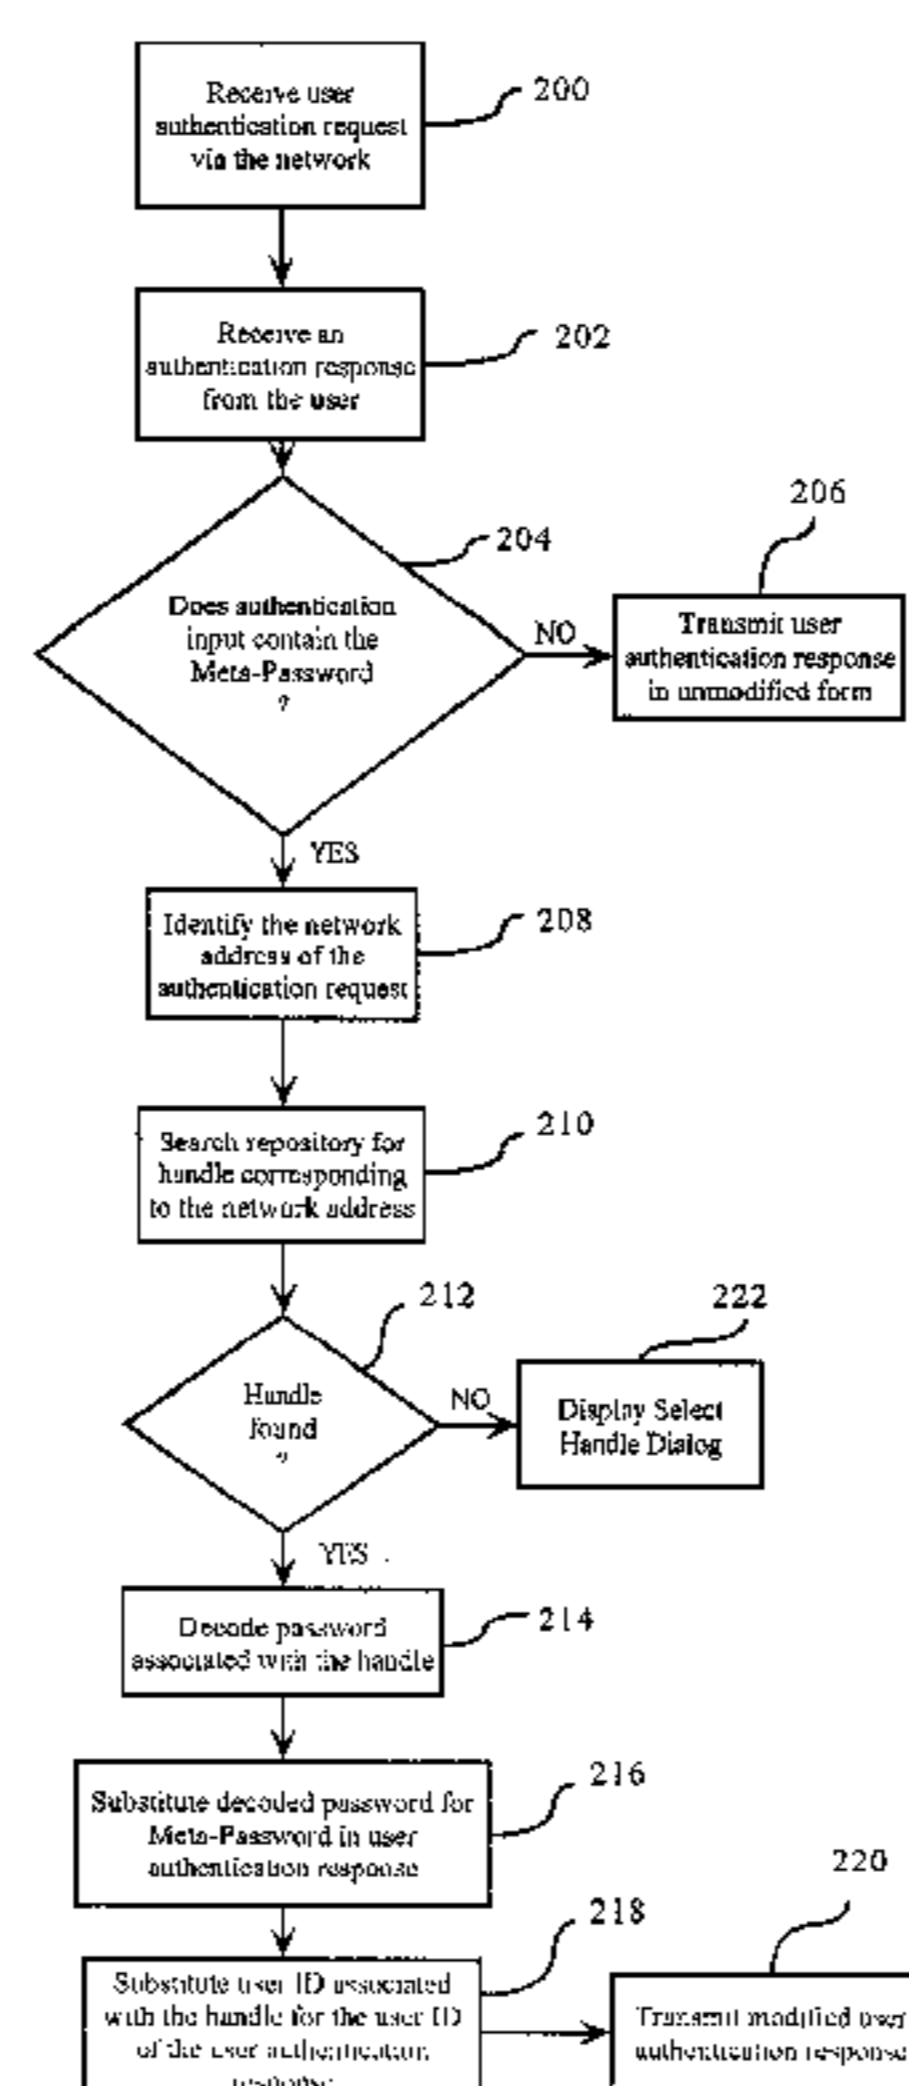 Receive user
authentication request
via the network
200
Receive an
authentication response
from the user
202
206
204
Does authentication
input contain the
Meta-Password
?
NO
Transmit user
authentication response
in unmodified form
YES
Identify the network
address of the
authentication request
208
Search repository for
handle corresponding
to the network address
210
212
222
Handle
found
?
NO
Display Select
Handle Dialog
YES
Decode password
associated with the handle
214
Substitute decoded password for
Meta-Password in user
authentication response
216
220
218
Substitute user ID associated
with the handle for the user ID
of the user authentication
response
Transmit modified user
authentication response